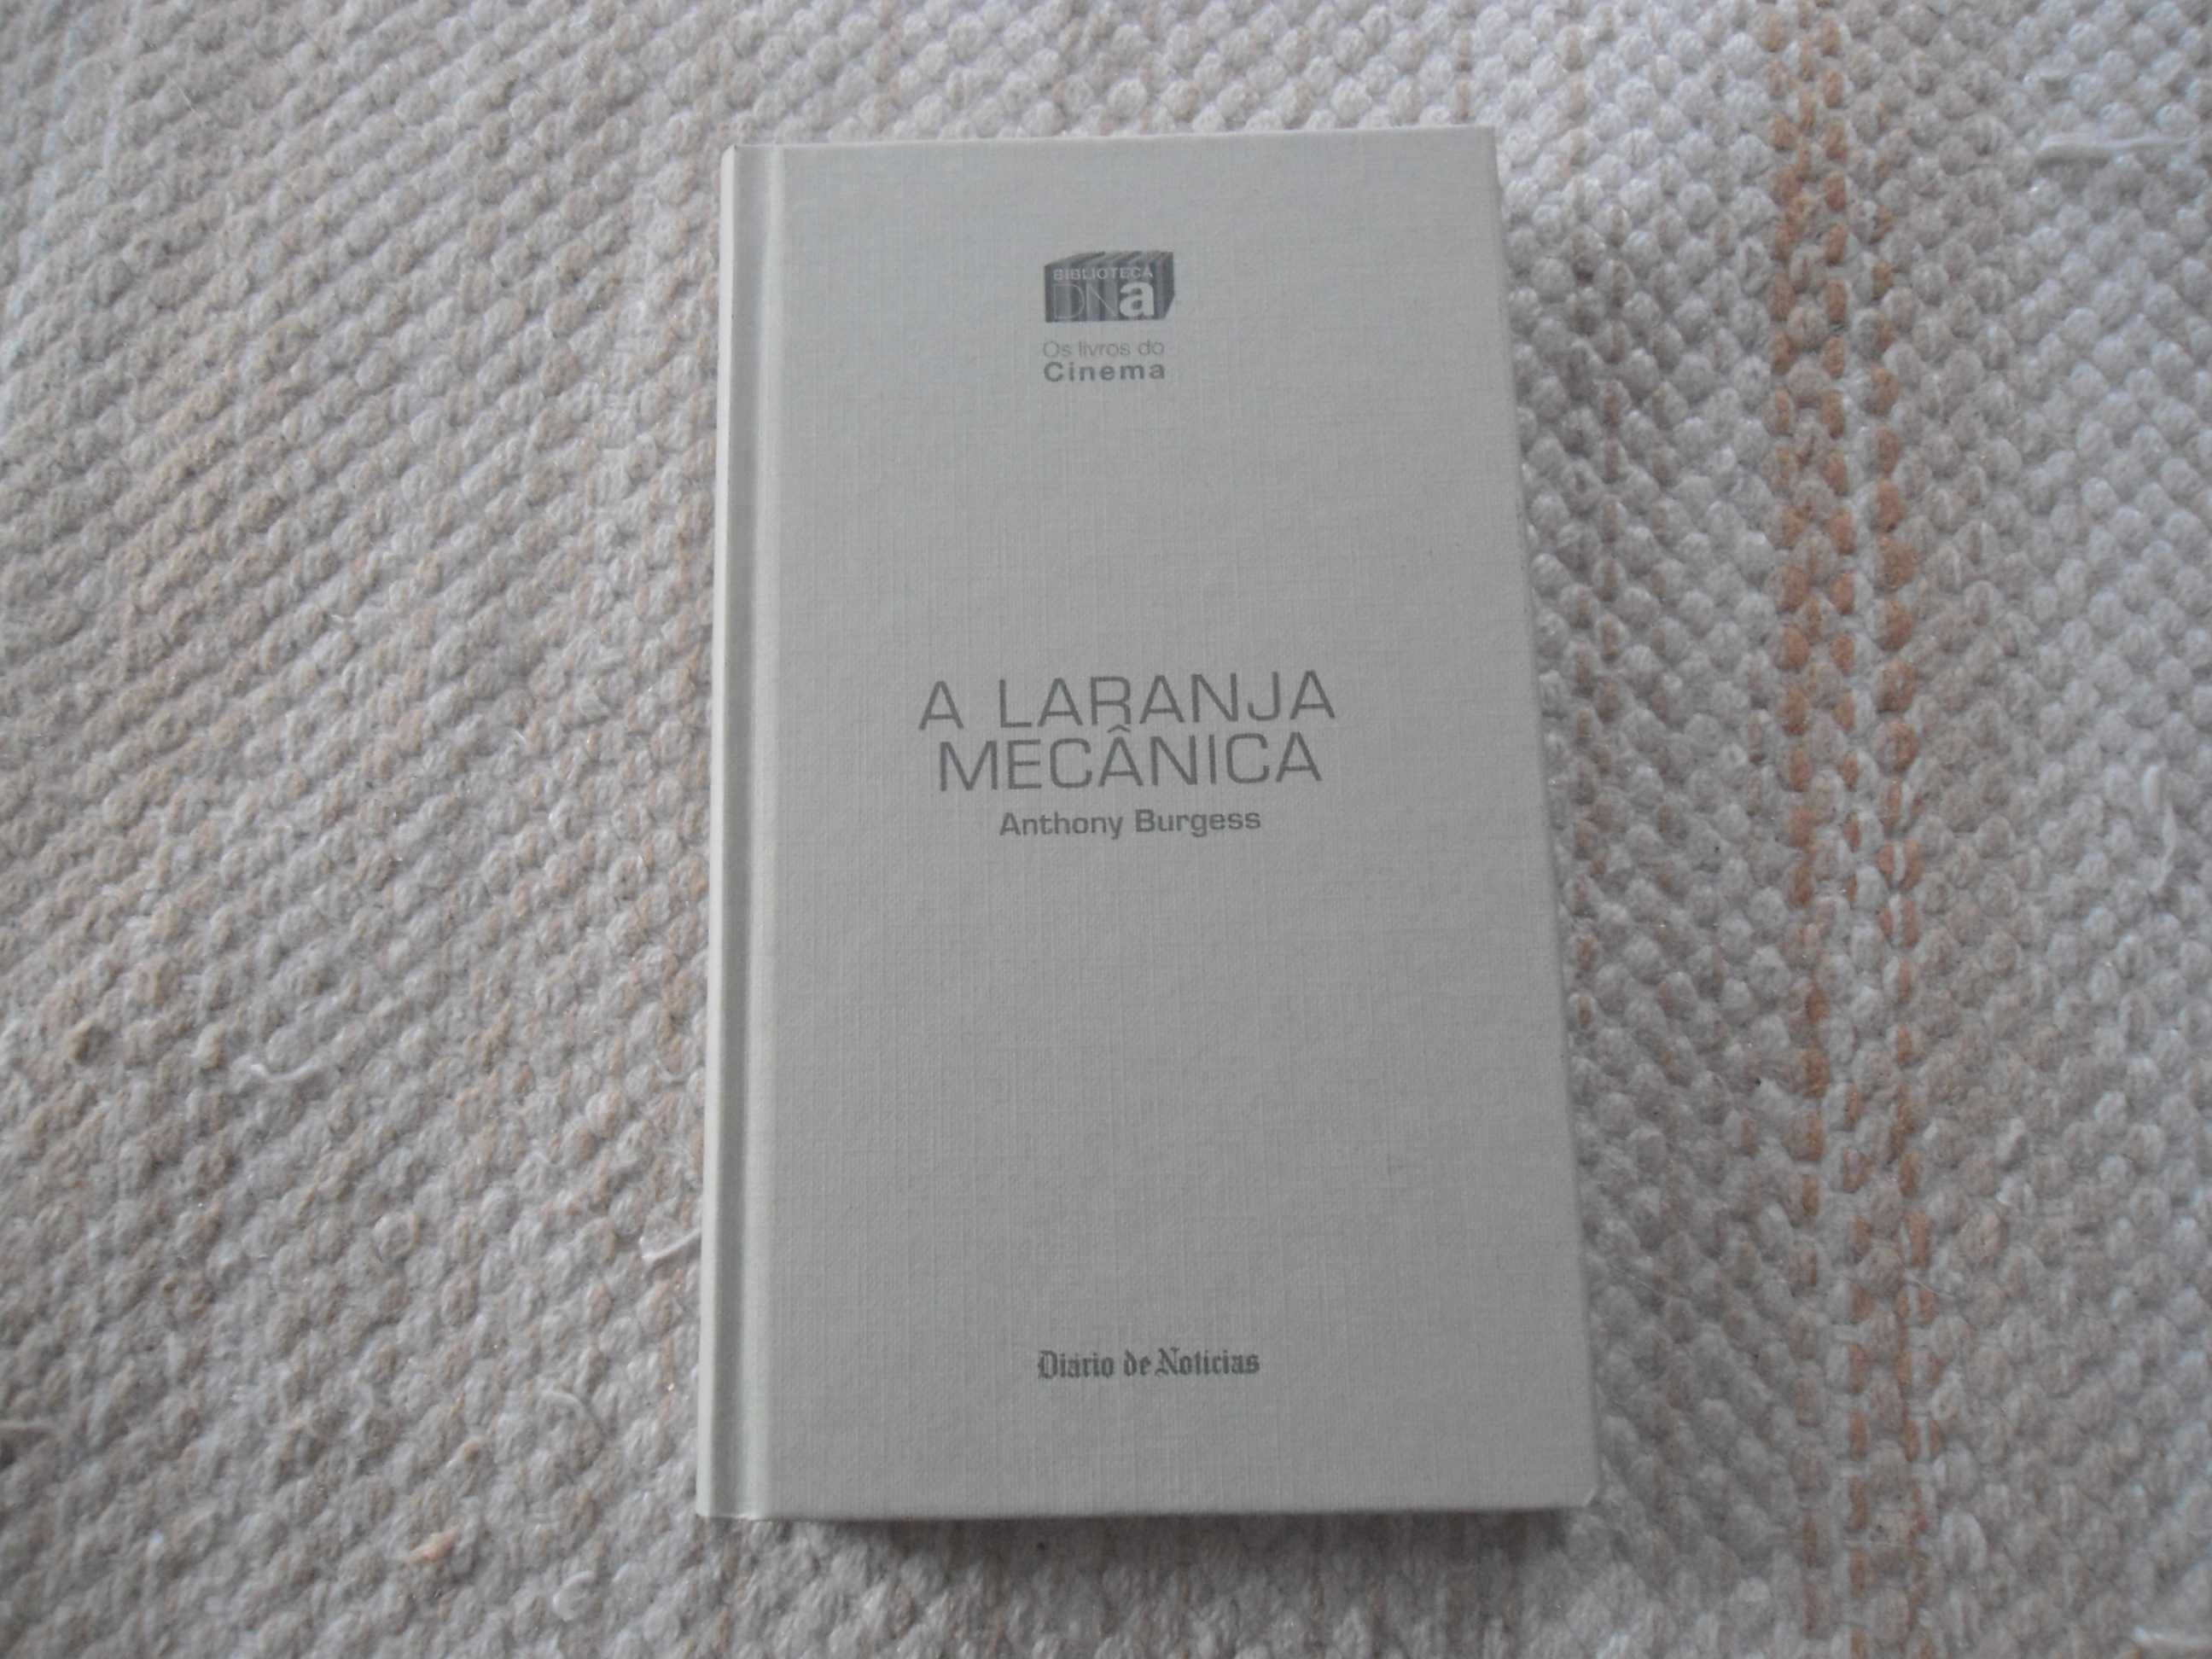 BIBLIOTECA
DNa
Os livros do
Cinema
A LARANJA
MECÂNICA
Anthony Burgess
Diário de Notícias